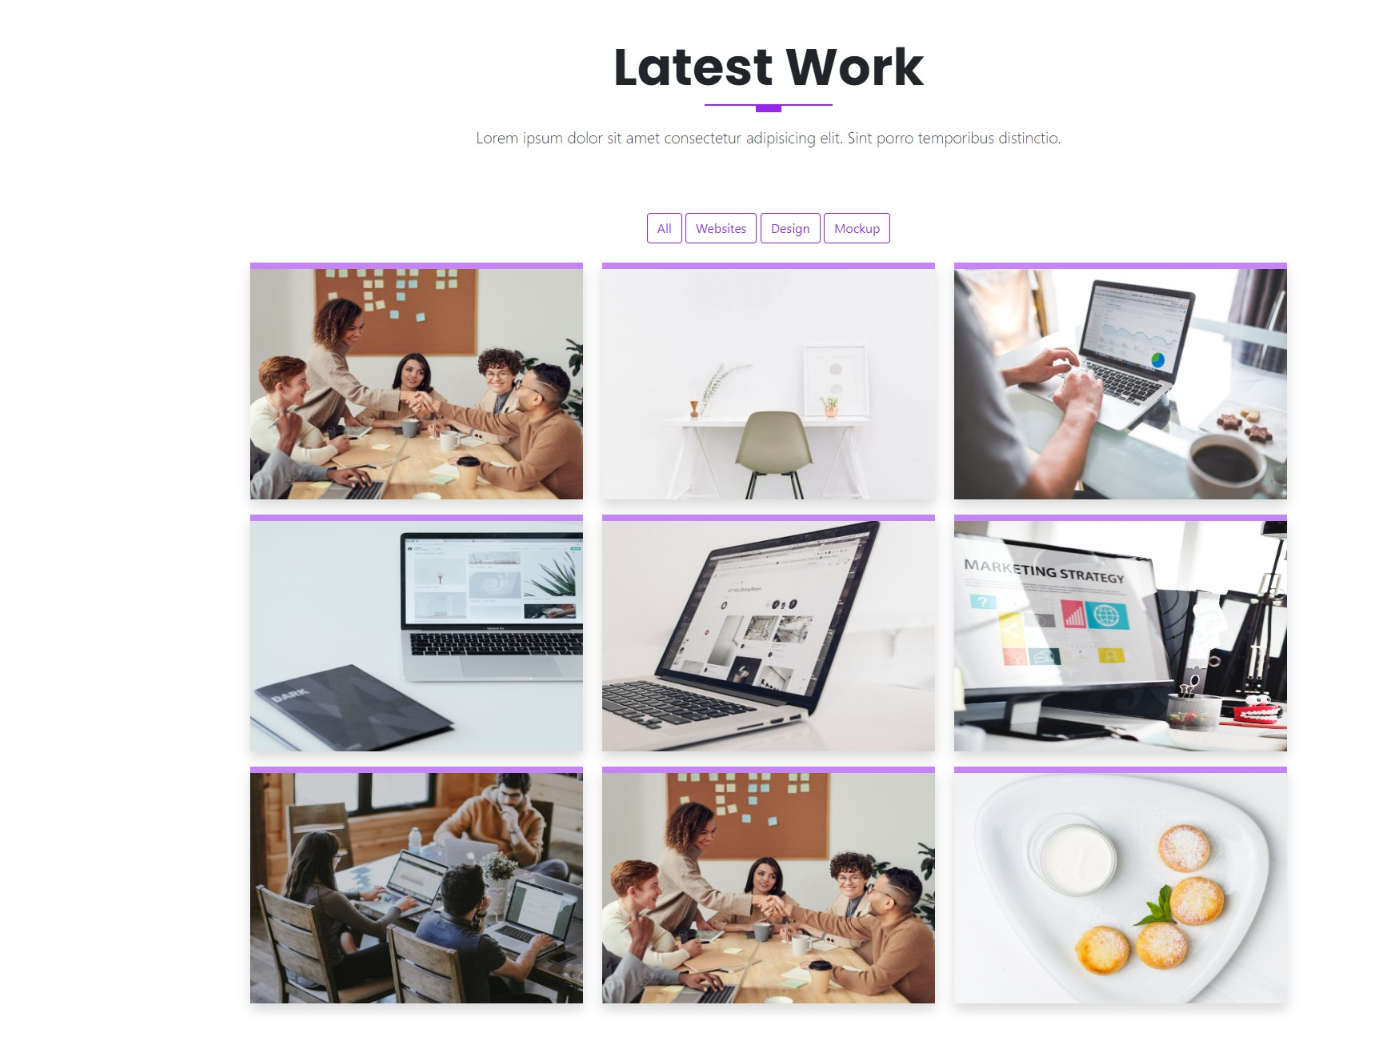 Latest Work
Lorem ipsum dolor sit amet consectetur adipisicing elit. Sint porro temporibus distinctio.
All Websites Design Mockup
MARKETING STRATEGY
DARK